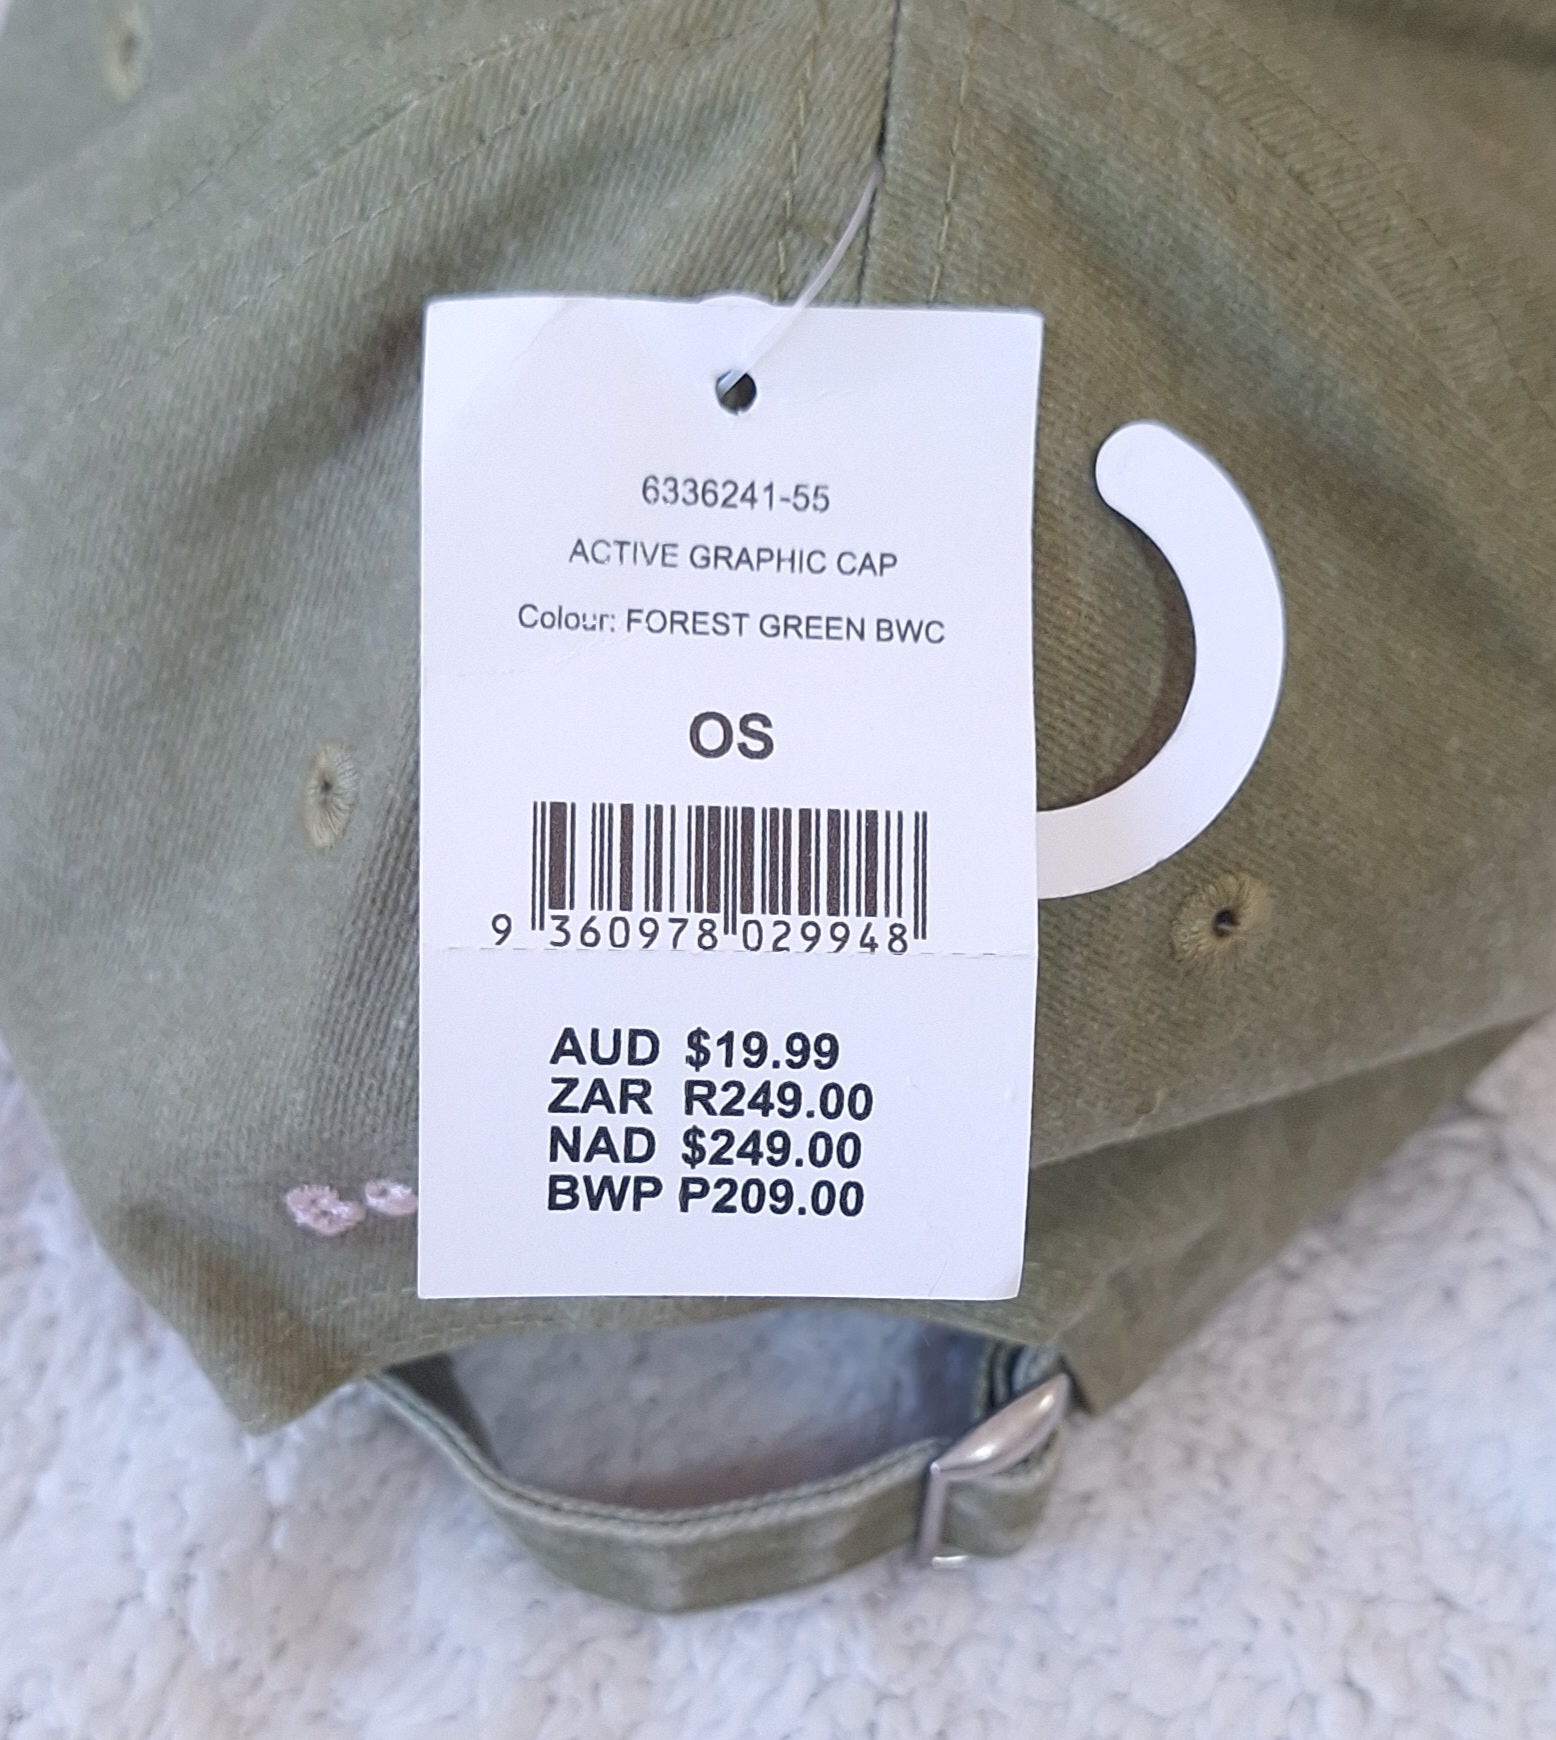 6336241-55
ACTIVE GRAPHIC CAP
Colour: FOREST GREEN BWC
OS
9 360978 029948
AUD $19.99
ZAR R249.00
NAD $249.00
BWP P209.00